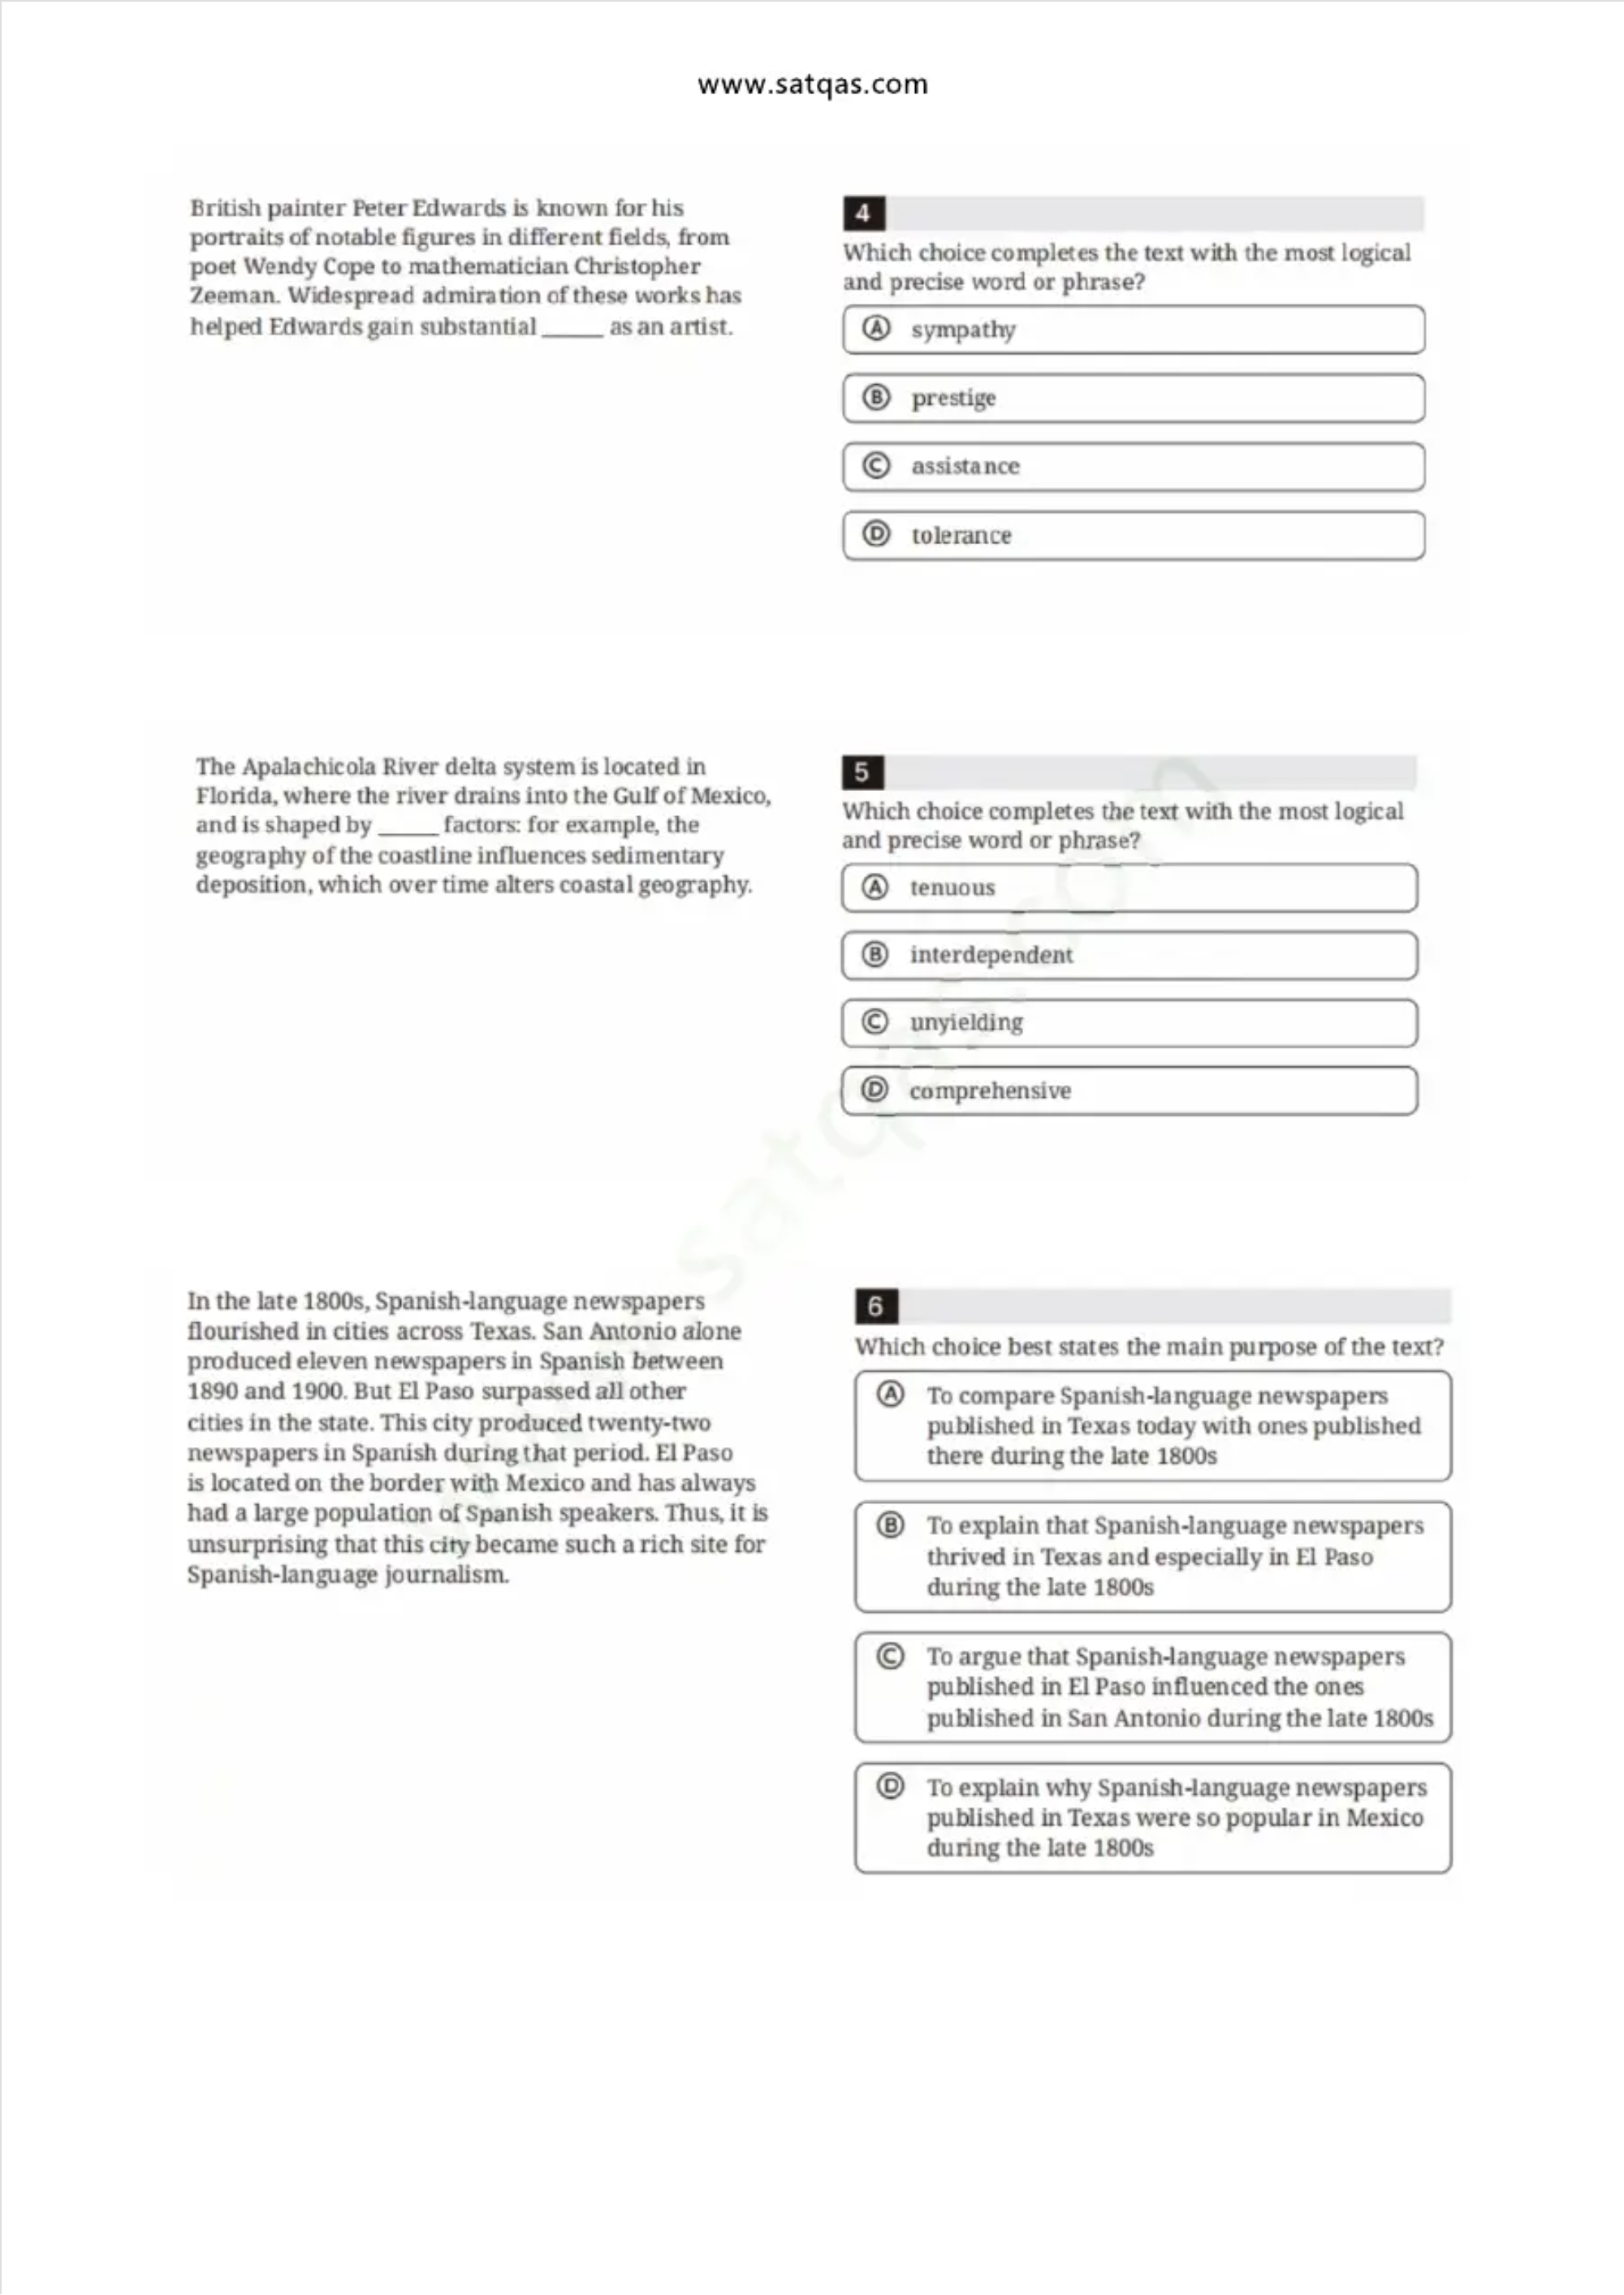 www.satqas.com
British painter Peter Edwards is known for his
portraits of notable figures in different fields, from
poet Wendy Cope to mathematician Christopher
Zeeman. Widespread admiration of these works has
helped Edwards gain substantial _____ as an artist.
4
Which choice completes the text with the most logical
and precise word or phrase?
A sympathy
B prestige
C assistance
D tolerance
The Apalachicola River delta system is located in
Florida, where the river drains into the Gulf of Mexico,
and is shaped by _____ factors: for example, the
geography of the coastline influences sedimentary
deposition, which over time alters coastal geography.
5
Which choice completes the text with the most logical
and precise word or phrase?
A tenuous
B interdependent
C unyielding
D comprehensive
In the late 1800s, Spanish-language newspapers
flourished in cities across Texas. San Antonio alone
produced eleven newspapers in Spanish between
1890 and 1900. But El Paso surpassed all other
cities in the state. This city produced twenty-two
newspapers in Spanish during that period. El Paso
is located on the border with Mexico and has always
had a large population of Spanish speakers. Thus, it is
unsurprising that this city became such a rich site for
Spanish-language journalism.
6
Which choice best states the main purpose of the text?
A To compare Spanish-language newspapers
published in Texas today with ones published
there during the late 1800s
B To explain that Spanish-language newspapers
thrived in Texas and especially in El Paso
during the late 1800s
C To argue that Spanish-language newspapers
published in El Paso influenced the ones
published in San Antonio during the late 1800s
D To explain why Spanish-language newspapers
published in Texas were so popular in Mexico
during the late 1800s
www.satqas.com